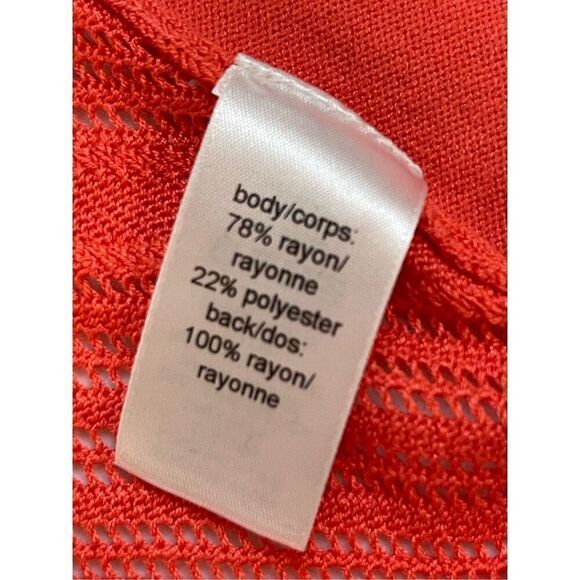 body/corps:
78% rayon/
rayonne
22% polyester
back/dos:
100% rayon/
rayonne